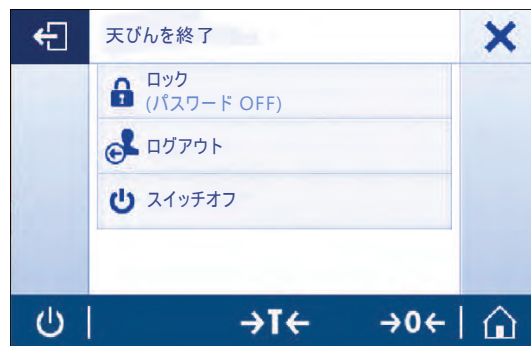 天びんを終了
ロック
(パスワード OFF)
ログアウト
スイッチオフ
→T← →0←